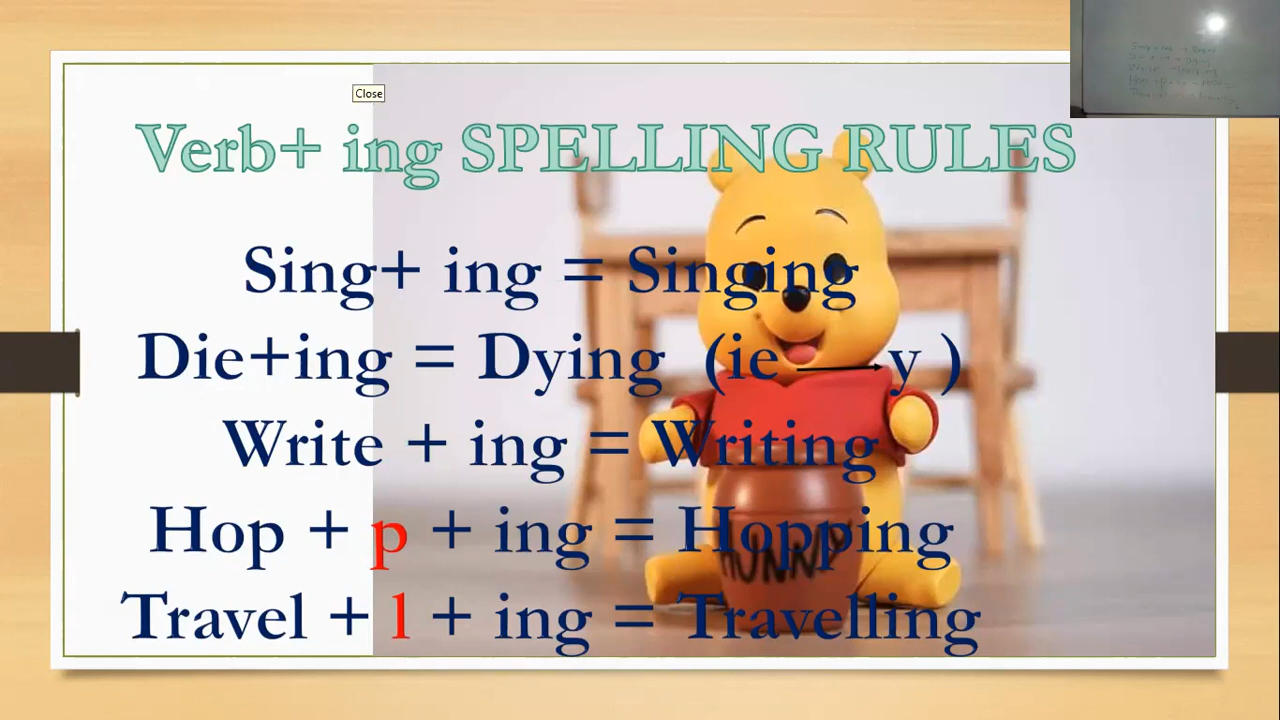 Close
Verb+ ing SPELLING RULES
Sing+ ing = Singing
Die+ing = Dying (ie → y )
Write + ing = Writing
Hop + p + ing = Hopping
Travel + l + ing = Travelling
HUNNY